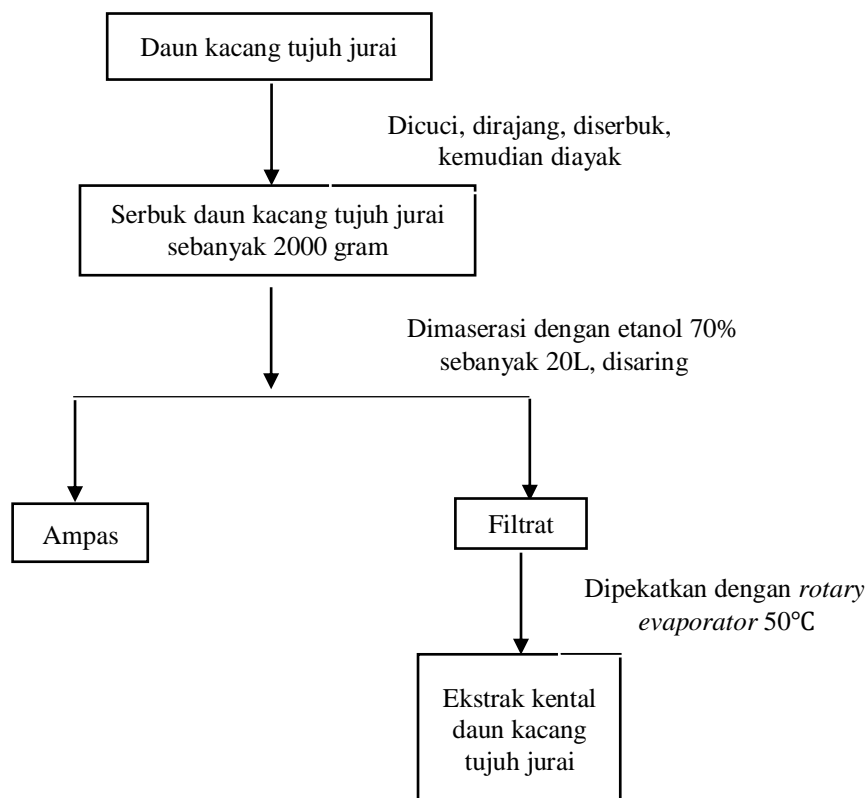 Daun kacang tujuh jurai
Dicuci, dirajang, diserbuk,
kemudian diayak
Serbuk daun kacang tujuh jurai
sebanyak 2000 gram
Dimaserasi dengan etanol 70%
sebanyak 20L, disaring
Ampas
Filtrat
Dipekatkan dengan rotary
evaporator 50℃
Ekstrak kental
daun kacang
tujuh jurai